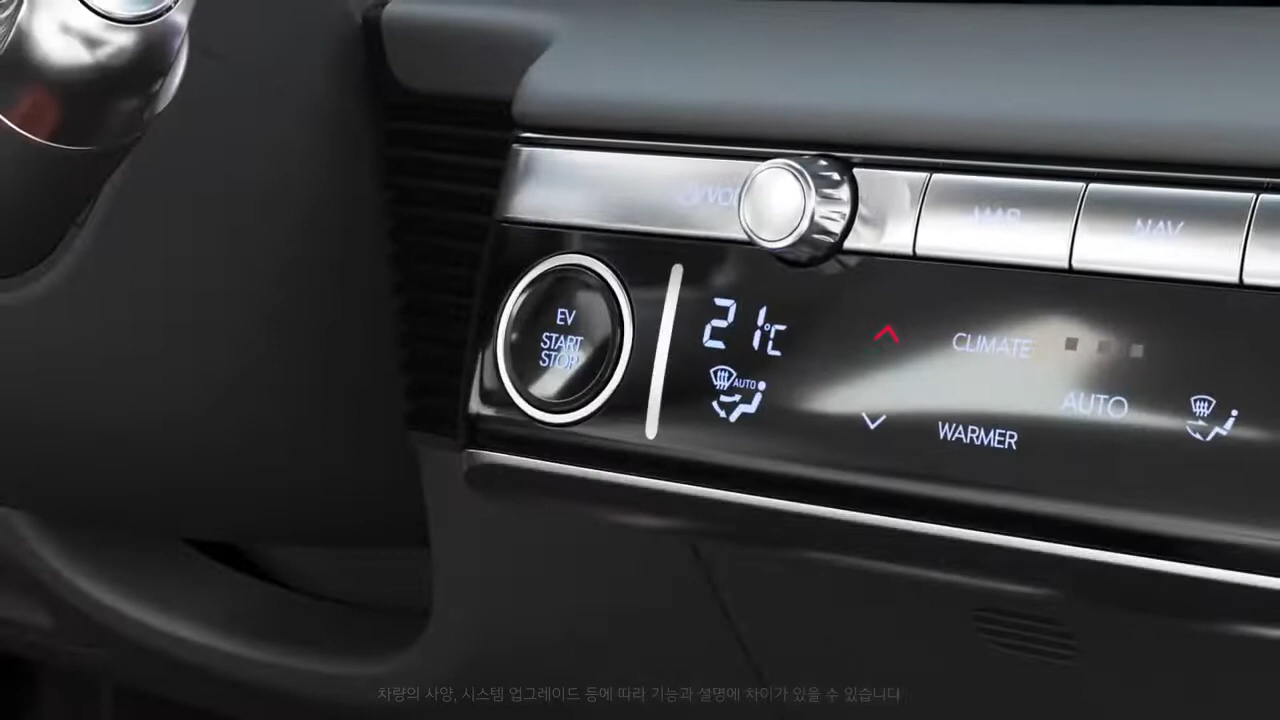 MAP
NAV
EV
START
STOP
21°C
AUTO
CLIMATE
AUTO
WARMER
차량의 사양, 시스템 업그레이드 등에 따라 기능과 설명에 차이가 있을 수 있습니다